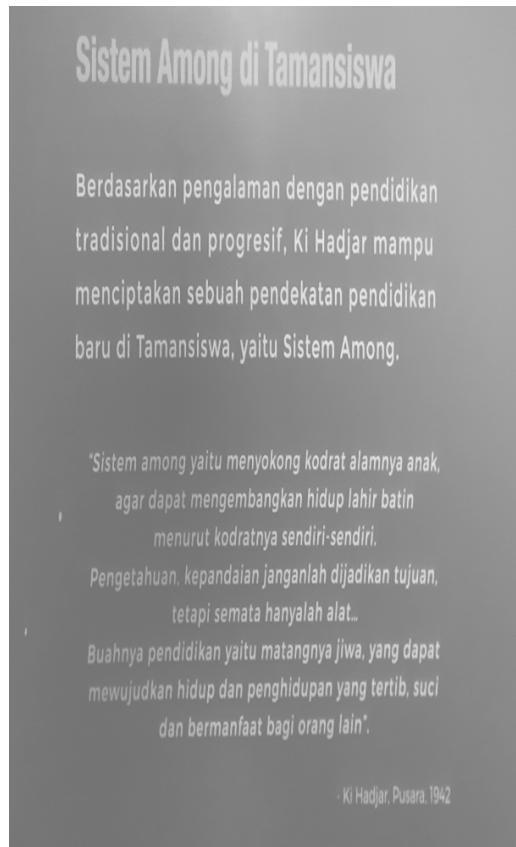 Sistem Among di Tamansiswa
Berdasarkan pengalaman dengan pendidikan
tradisional dan progresif, Ki Hadjar mampu
menciptakan sebuah pendekatan pendidikan
baru di Tamansiswa, yaitu Sistem Among.
"Sistem among yaitu menyokong kodrat alamnya anak,
agar dapat mengembangkan hidup lahir batin
menurut kodratnya sendiri-sendiri.
Pengetahuan, kepandaian janganlah dijadikan tujuan,
tetapi semata hanyalah alat...
Buahnya pendidikan yaitu matangnya jiwa, yang dapat
mewujudkan hidup dan penghidupan yang tertib, suci
dan bermanfaat bagi orang lain".
- Ki Hadjar, Pusara, 1942